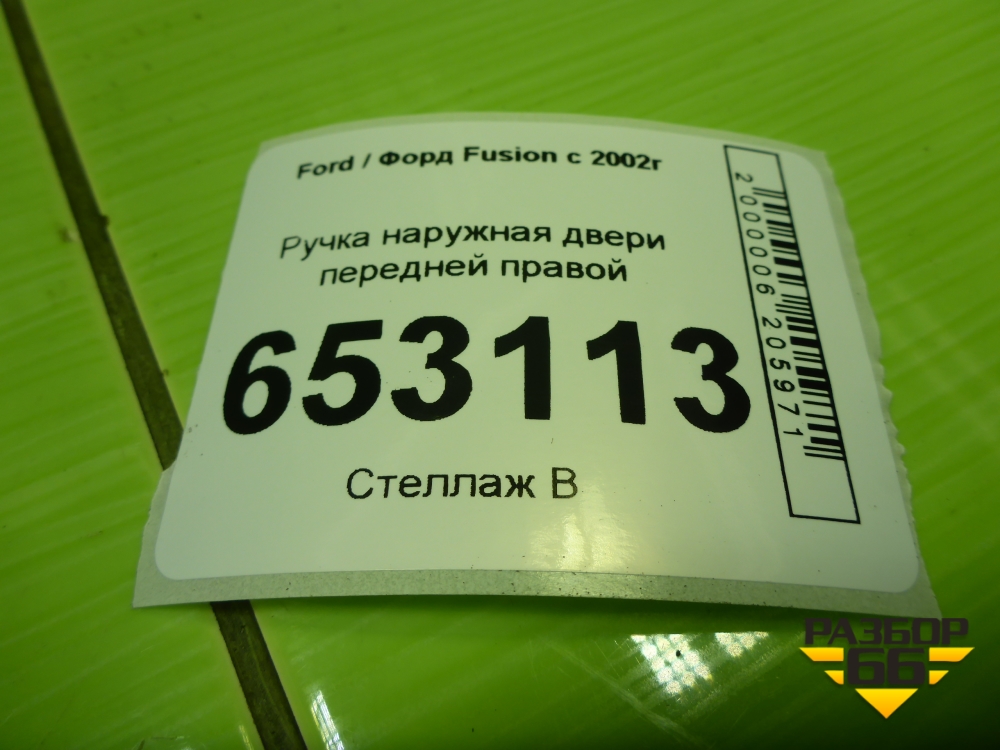 Ford / Форд Fusion с 2002г
Ручка наружная двери
передней правой
653113
Стеллаж В
2000006205971
РАЗБОР
66